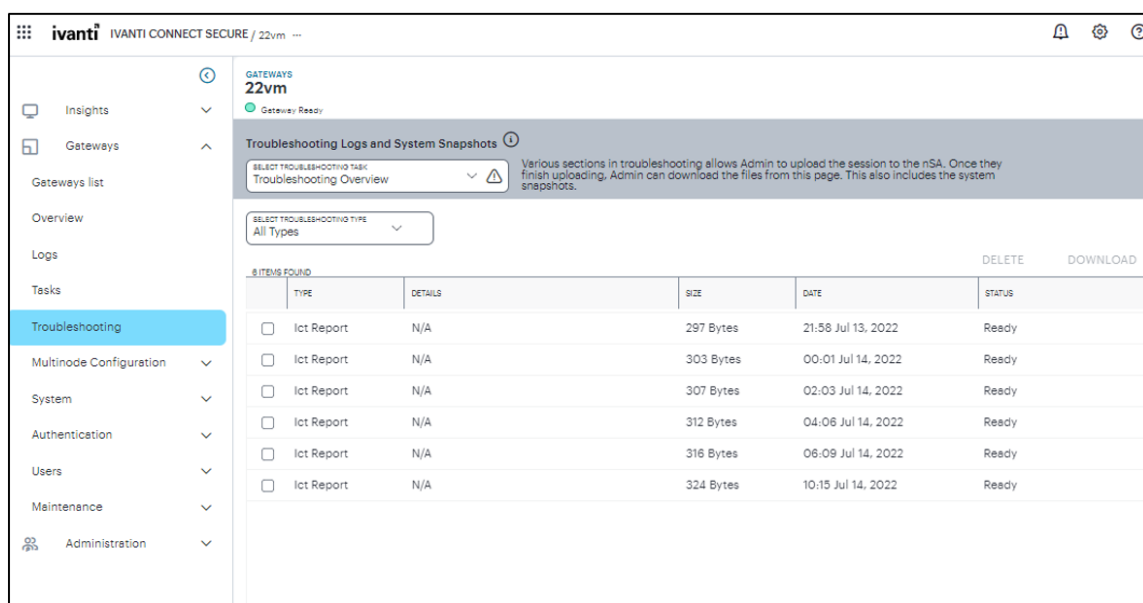 ivanti IVANTI CONNECT SECURE / 22vm ...
Insights
Gateways
Gateways list
Overview
Logs
Tasks
Troubleshooting
Multinode Configuration
System
Authentication
Users
Maintenance
Administration
GATEWAYS
22vm
Gateway Ready
Troubleshooting Logs and System Snapshots
SELECT TROUBLESHOOTING TASK
Troubleshooting Overview
Various sections in troubleshooting allows Admin to upload the session to the nSA. Once they
finish uploading, Admin can download the files from this page. This also includes the system
snapshots.
SELECT TROUBLESHOOTING TYPE
All Types
DELETE DOWNLOAD
6 ITEMS FOUND
TYPE DETAILS SIZE DATE STATUS
Ict Report N/A 297 Bytes 21:58 Jul 13, 2022 Ready
Ict Report N/A 303 Bytes 00:01 Jul 14, 2022 Ready
Ict Report N/A 307 Bytes 02:03 Jul 14, 2022 Ready
Ict Report N/A 312 Bytes 04:06 Jul 14, 2022 Ready
Ict Report N/A 316 Bytes 06:09 Jul 14, 2022 Ready
Ict Report N/A 324 Bytes 10:15 Jul 14, 2022 Ready